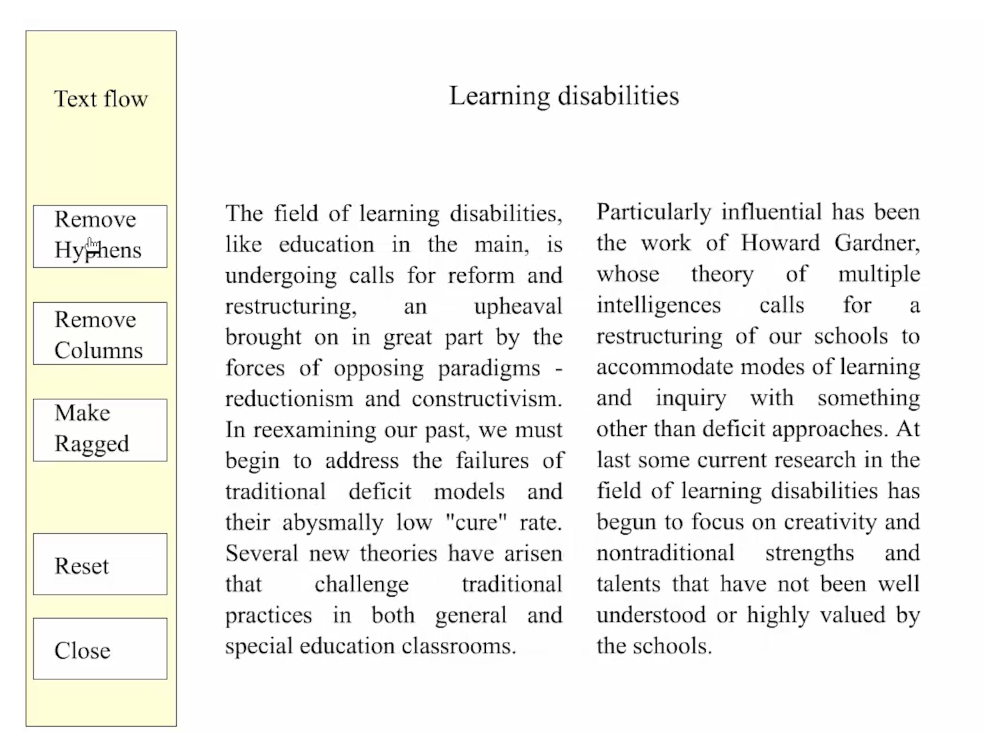 Text flow
Remove
Hyphens
Remove
Columns
Make
Ragged
Reset
Close
Learning disabilities
The field of learning disabilities,
like education in the main, is
undergoing calls for reform and
restructuring, an upheaval
brought on in great part by the
forces of opposing paradigms -
reductionism and constructivism.
In reexamining our past, we must
begin to address the failures of
traditional deficit models and
their abysmally low "cure" rate.
Several new theories have arisen
that challenge traditional
practices in both general and
special education classrooms.
Particularly influential has been
the work of Howard Gardner,
whose theory of multiple
intelligences calls for a
restructuring of our schools to
accommodate modes of learning
and inquiry with something
other than deficit approaches. At
last some current research in the
field of learning disabilities has
begun to focus on creativity and
nontraditional strengths and
talents that have not been well
understood or highly valued by
the schools.